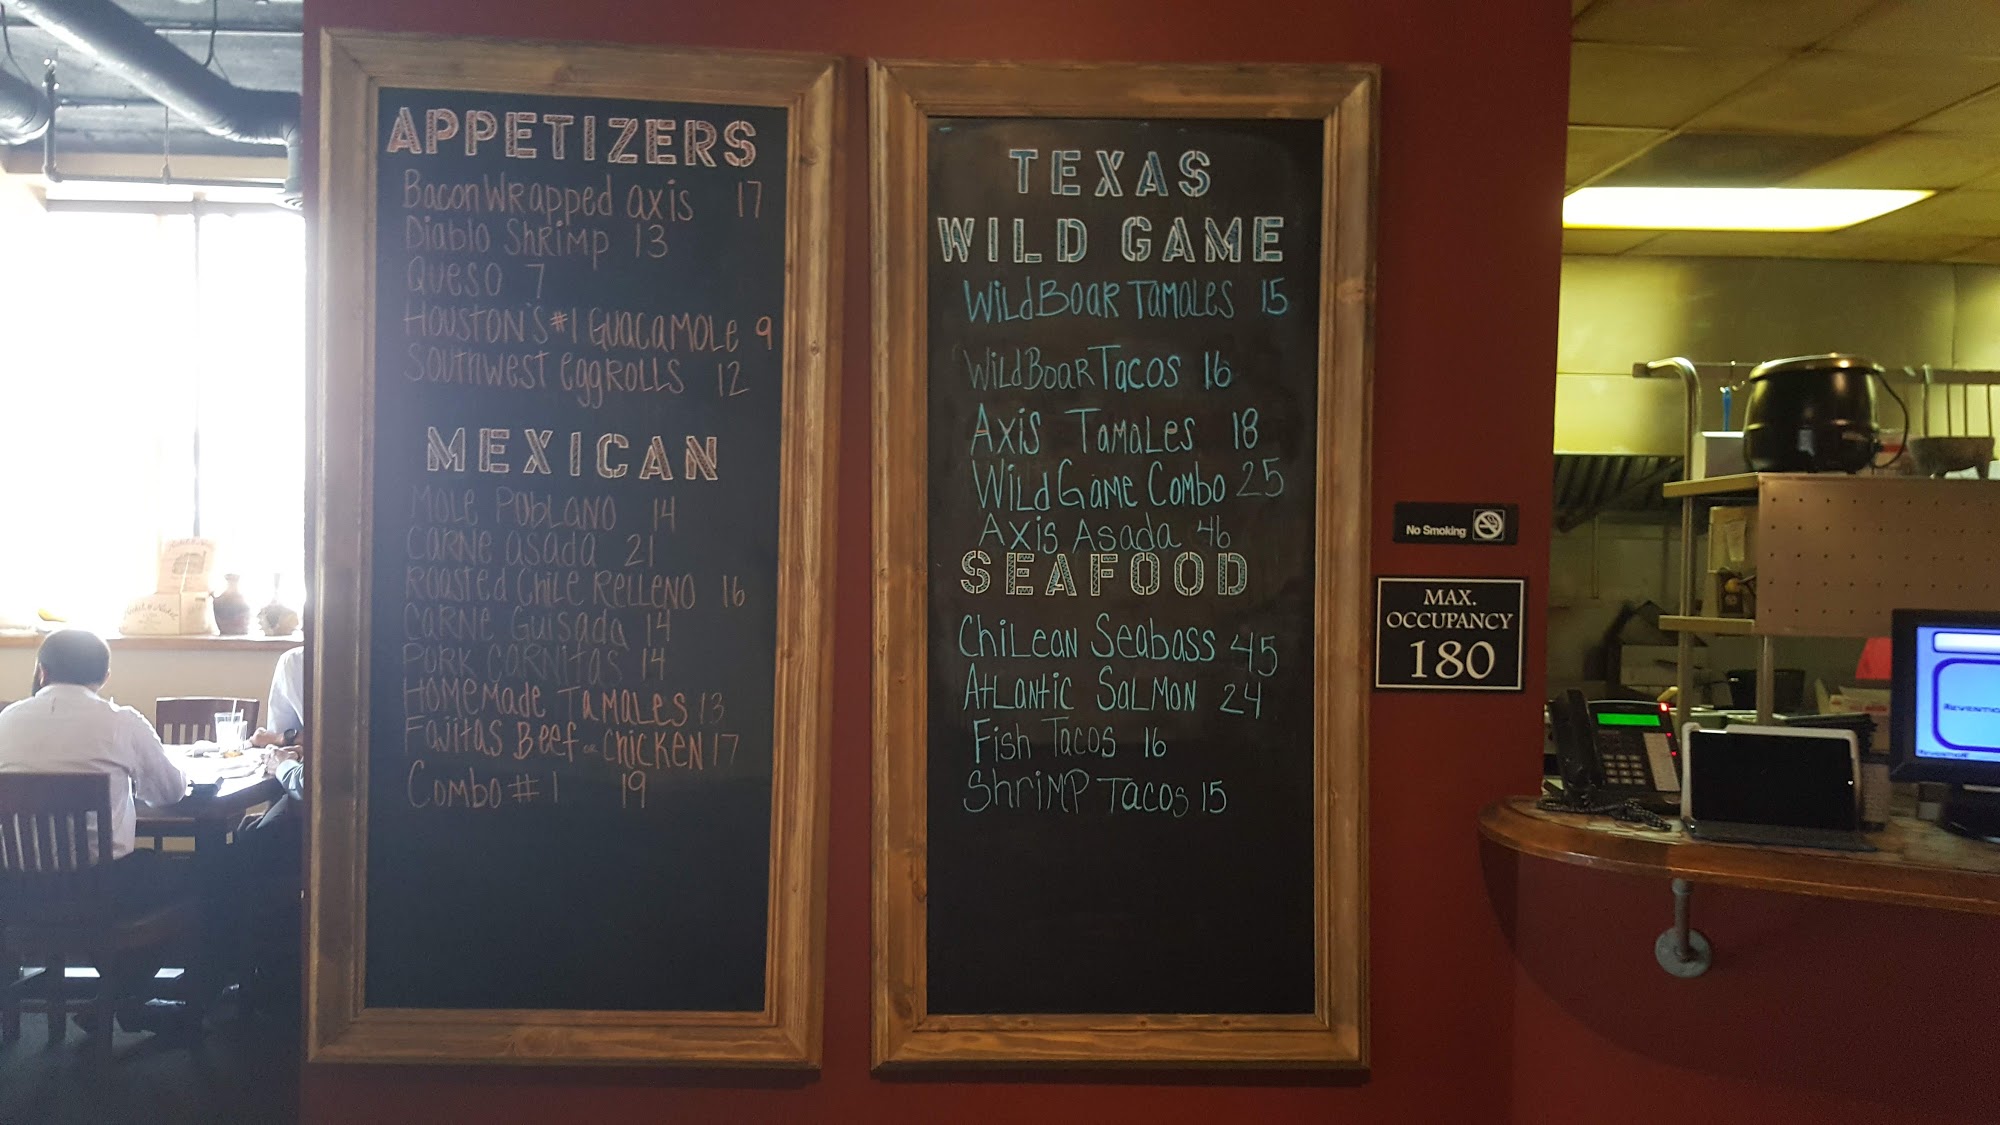 APPETIZERS
Bacon Wrapped axis 17
Diablo Shrimp 13
Queso 7
Houston's #1 Guacamole 9
Southwest eggrolls 12
MEXICAN
Mole Poblano 14
Carne asada 21
Roasted Chile Relleno 16
Carne Guisada 14
Pork Cornitas 14
Homemade Tamales 13
Fajitas Beef or Chicken 17
Combo #1 19
TEXAS
WILD GAME
Wild Boar Tamales 15
Wild Boar Tacos 16
Axis Tamales 18
Wild Game Combo 25
Axis Asada 46
SEAFOOD
Chilean Seabass 45
Atlantic Salmon 24
Fish Tacos 16
Shrimp Tacos 15
No Smoking
MAX.
OCCUPANCY
180